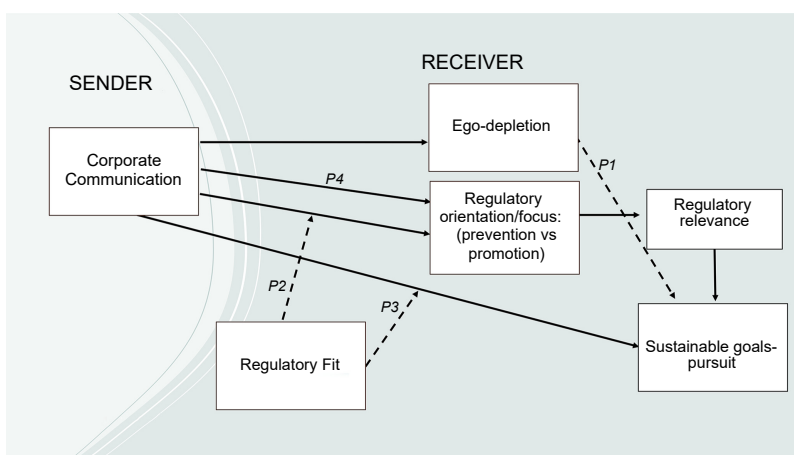 SENDER
RECEIVER
Corporate
Communication
Ego-depletion
P1
P4
Regulatory
orientation/focus:
(prevention vs
promotion)
Regulatory
relevance
P2
P3
Regulatory Fit
Sustainable goals-
pursuit